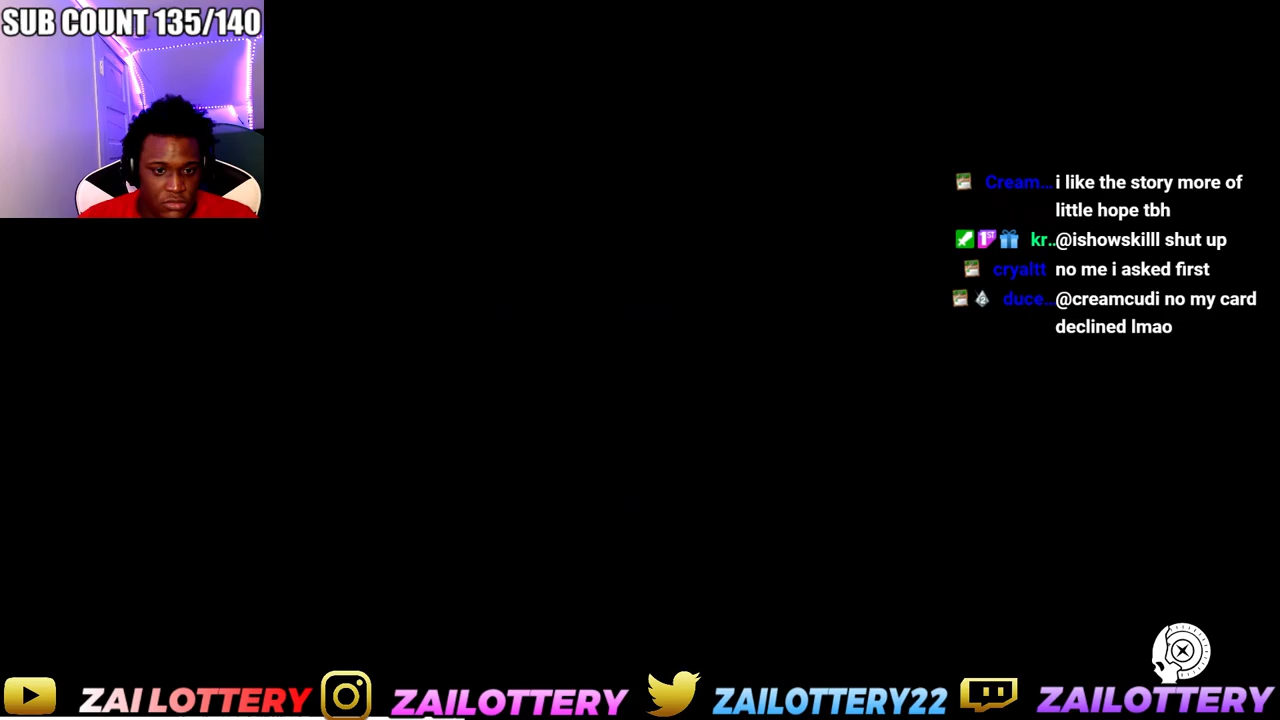 SUB COUNT 135/140
Cream... i like the story more of
little hope tbh
kr.. @ishowskilll shut up
cryaltt no me i asked first
duce... @creamcudi no my card
declined lmao
ZAI LOTTERY ZAILOTTERY ZAILOTTERY22 ZAILOTTERY